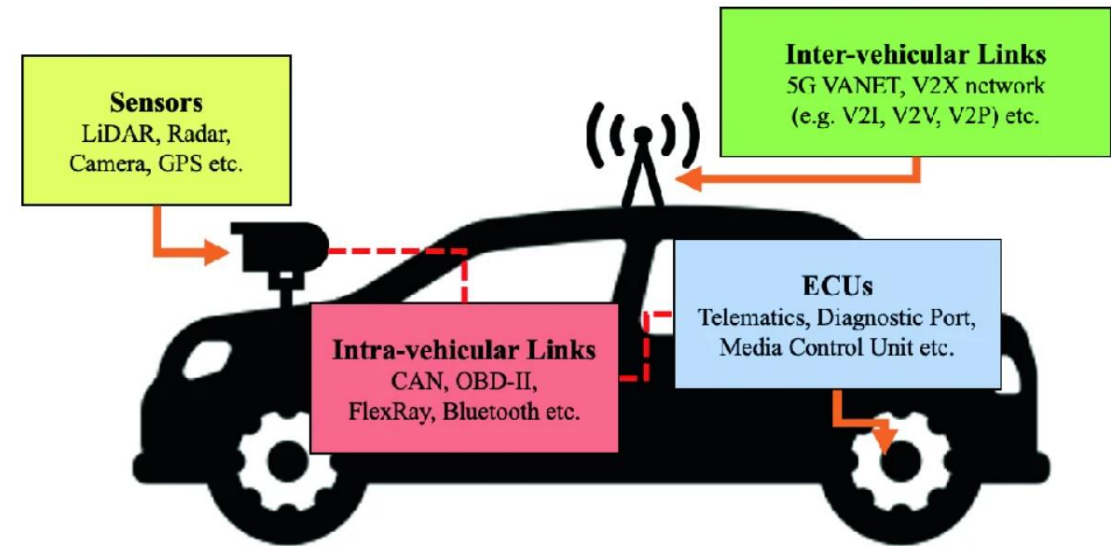 Sensors
LiDAR, Radar,
Camera, GPS etc.
Inter-vehicular Links
5G VANET, V2X network
(e.g. V2I, V2V, V2P) etc.
Intra-vehicular Links
CAN, OBD-II,
FlexRay, Bluetooth etc.
ECUs
Telematics, Diagnostic Port,
Media Control Unit etc.